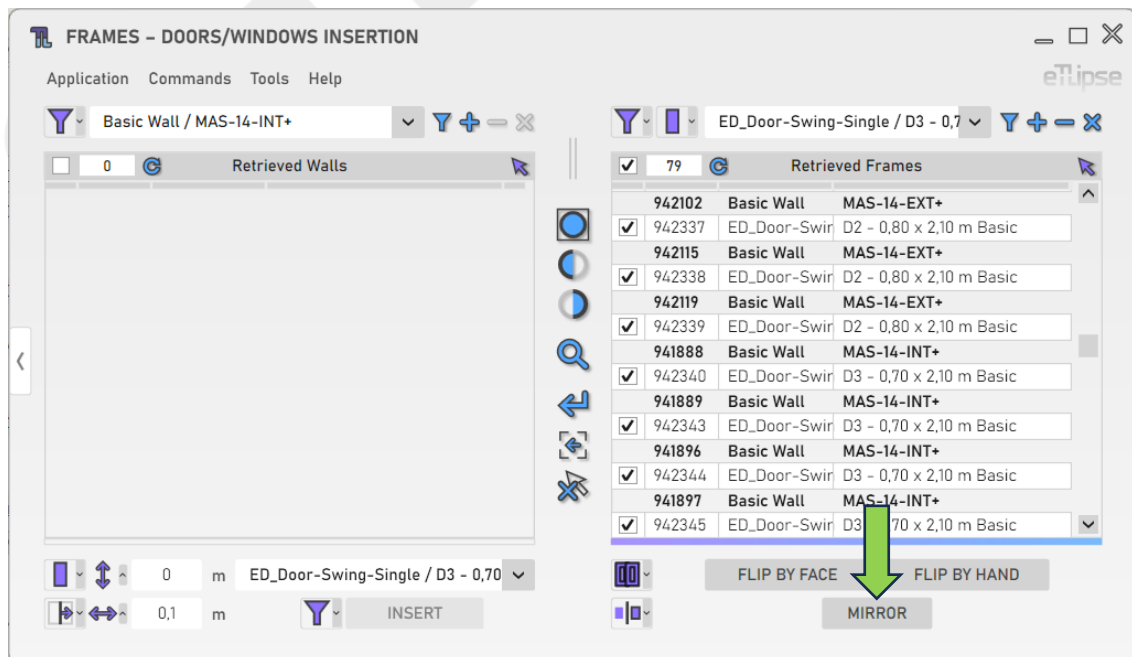 FRAMES – DOORS/WINDOWS INSERTION
eTLipse
Application Commands Tools Help
Basic Wall / MAS-14-INT+
ED_Door-Swing-Single / D3 - 0,7
0 Retrieved Walls
79 Retrieved Frames
942102 Basic Wall MAS-14-EXT+
942337 ED_Door-Swin D2 - 0,80 x 2,10 m Basic
942115 Basic Wall MAS-14-EXT+
942338 ED_Door-Swin D2 - 0,80 x 2,10 m Basic
942119 Basic Wall MAS-14-EXT+
942339 ED_Door-Swin D2 - 0,80 x 2,10 m Basic
941888 Basic Wall MAS-14-INT+
942340 ED_Door-Swin D3 - 0,70 x 2,10 m Basic
941889 Basic Wall MAS-14-INT+
942343 ED_Door-Swin D3 - 0,70 x 2,10 m Basic
941896 Basic Wall MAS-14-INT+
942344 ED_Door-Swin D3 - 0,70 x 2,10 m Basic
941897 Basic Wall MAS-14-INT+
942345 ED_Door-Swin D3 70 x 2,10 m Basic
0 m ED_Door-Swing-Single / D3 - 0,70
FLIP BY FACE FLIP BY HAND
0,1 m INSERT
MIRROR